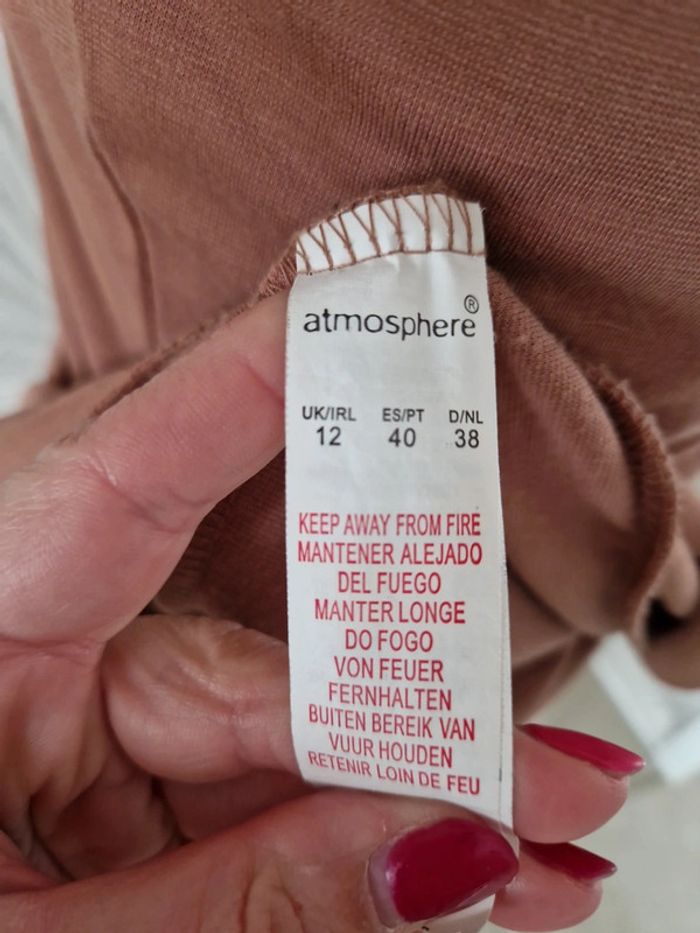 atmosphere®
UK/IRL ES/PT D/NL
12 40 38
KEEP AWAY FROM FIRE
MANTENER ALEJADO
DEL FUEGO
MANTER LONGE
DO FOGO
VON FEUER
FERNHALTEN
BUITEN BEREIK VAN
VUUR HOUDEN
RETENIR LOIN DE FEU